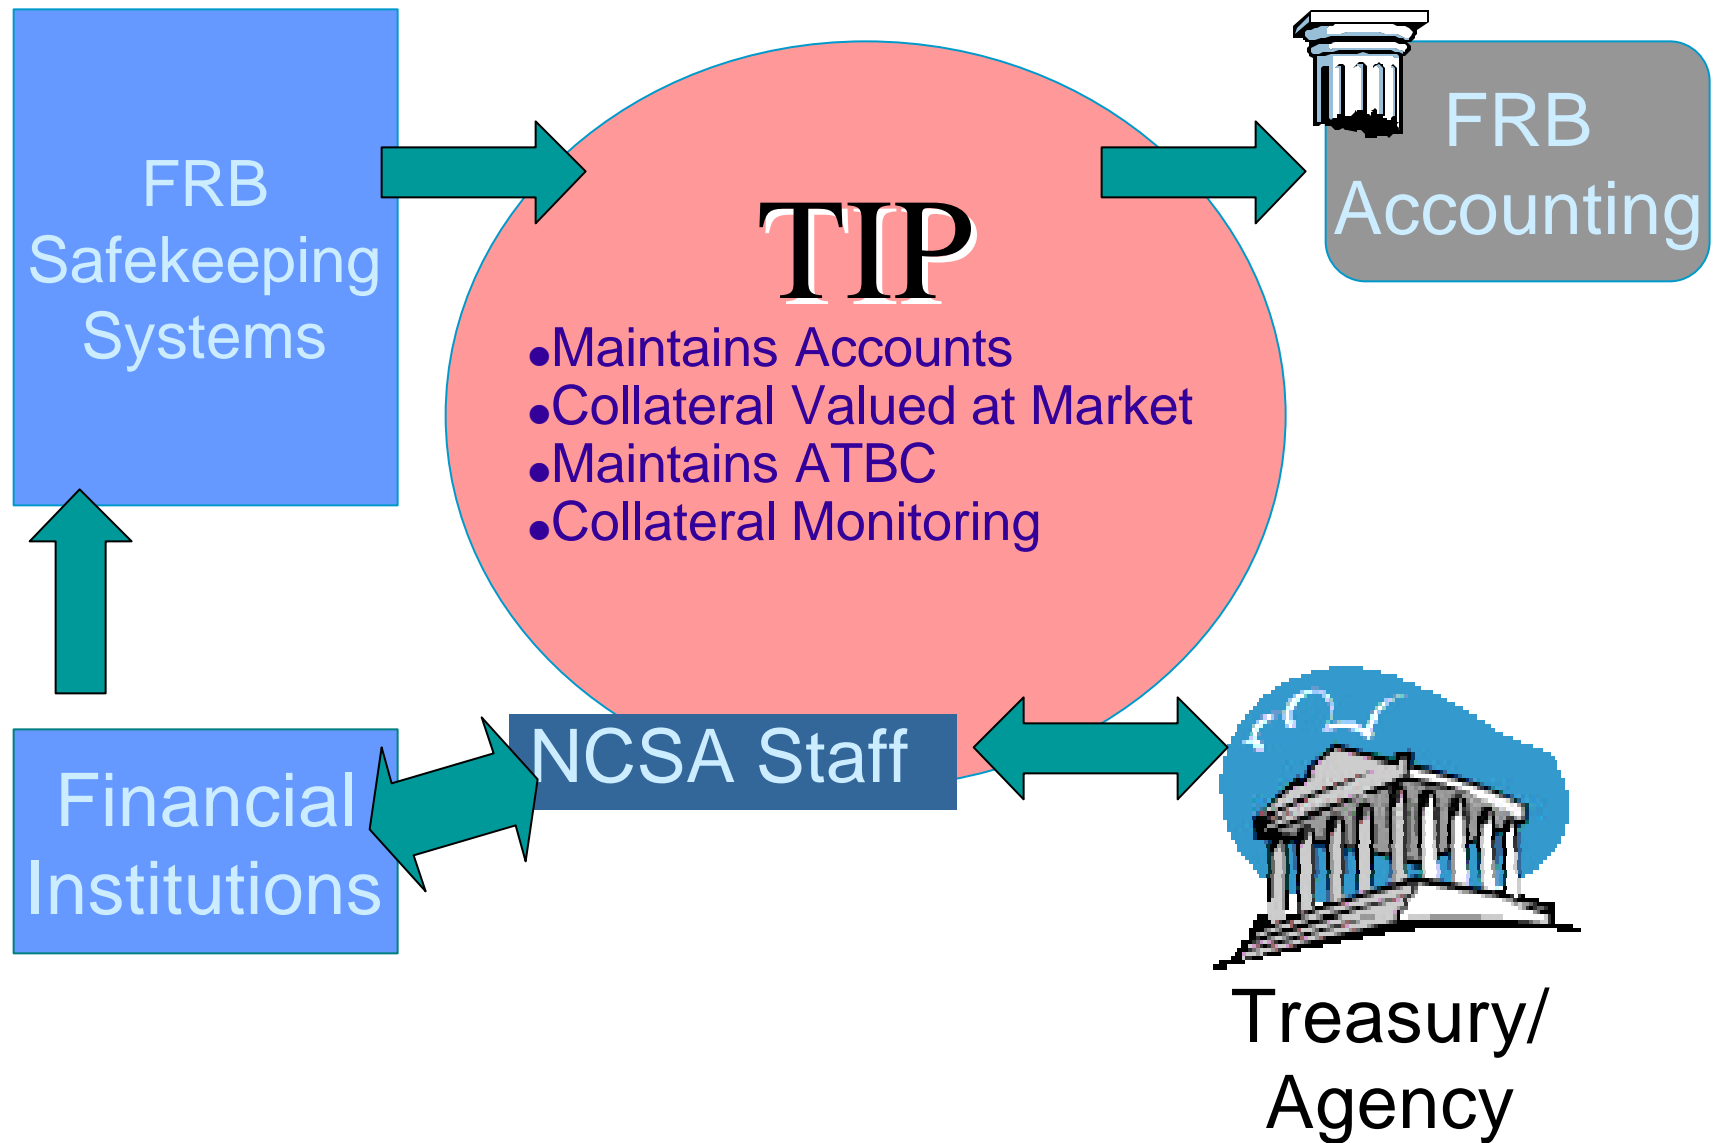 FRB
Safekeeping
Systems
TIP
●Maintains Accounts
●Collateral Valued at Market
●Maintains ATBC
●Collateral Monitoring
FRB
Accounting
Financial
Institutions
NCSA Staff
Treasury/
Agency